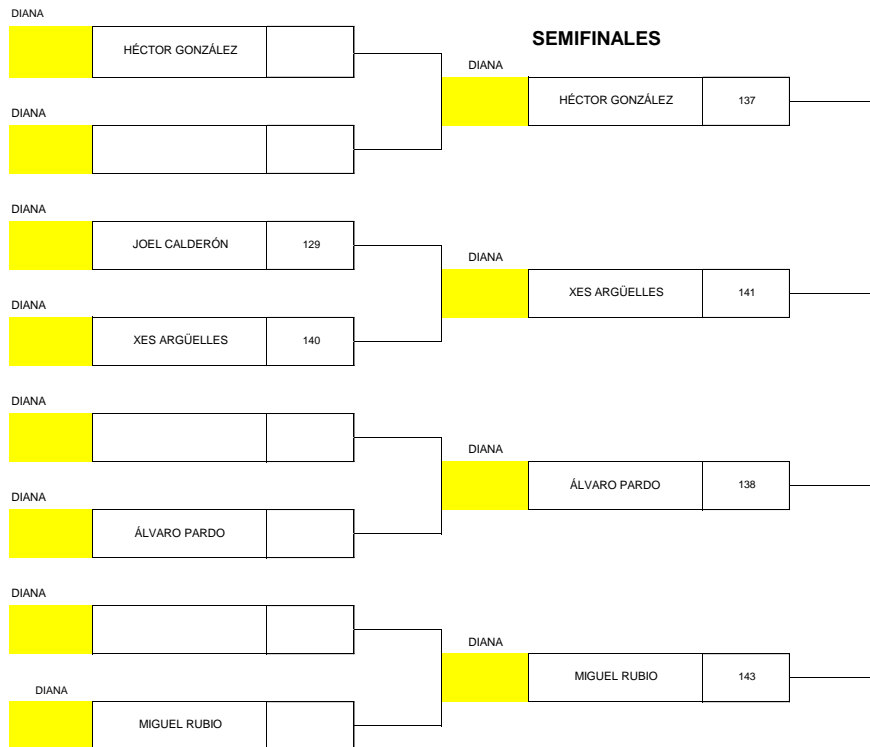 DIANA
HÉCTOR GONZÁLEZ
DIANA
DIANA
JOEL CALDERÓN 129
DIANA
XES ARGÜELLES 140
DIANA
DIANA
ÁLVARO PARDO
DIANA
DIANA
MIGUEL RUBIO
SEMIFINALES
DIANA
HÉCTOR GONZÁLEZ 137
DIANA
XES ARGÜELLES 141
DIANA
ÁLVARO PARDO 138
DIANA
MIGUEL RUBIO 143